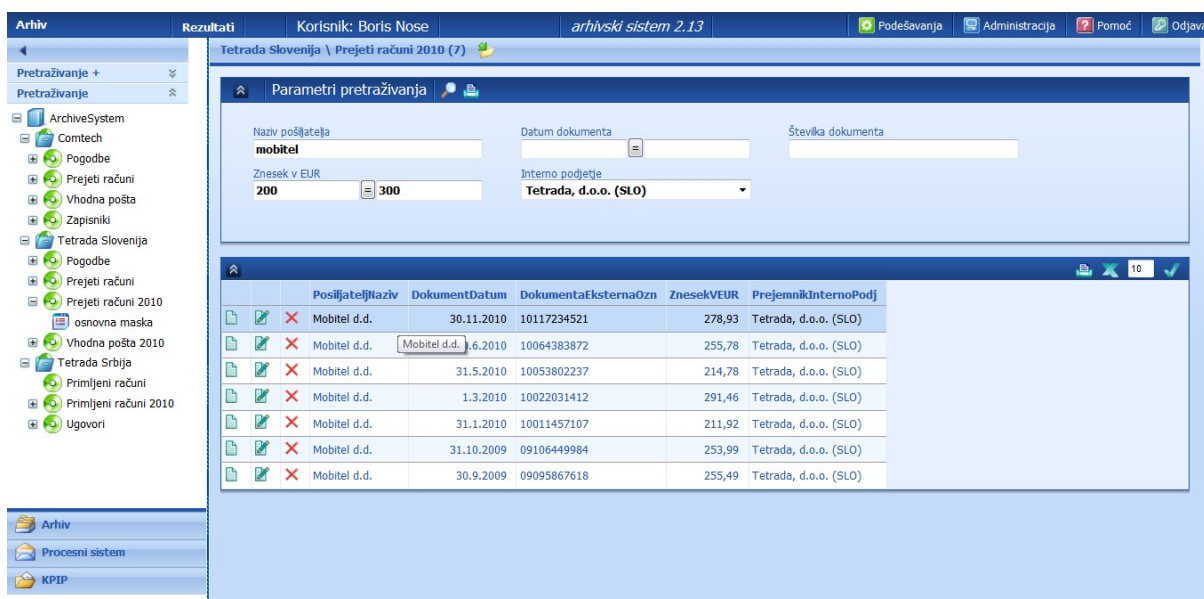 Arhiv
Rezultati
Korisnik: Boris Nose
arhivski sistem 2.13
Podešavanja
Administracija
Pomoć
Odjava
Pretraživanje +
Pretraživanje
ArchiveSystem
Comtech
Pogodbe
Prejeti računi
Vhodna pošta
Zapisniki
Tetrada Slovenija
Pogodbe
Prejeti računi
Prejeti računi 2010
osnovna maska
Vhodna pošta 2010
Tetrada Srbija
Primljeni računi
Primljeni računi 2010
Ugovori
Arhiv
Procesni sistem
KPIP
Tetrada Slovenija \ Prejeti računi 2010 (7)
Parametri pretraživanja
Naziv pošiljatelja Datum dokumenta Številka dokumenta
mobitel =
Znesek v EUR Interno podjetje
200 = 300 Tetrada, d.o.o. (SLO)
10
PosiljateljNaziv DokumentDatum DokumentaEksternaOzn ZnesekVEUR PrejemnikInternoPodj
Mobitel d.d. 30.11.2010 10117234521 278,93 Tetrada, d.o.o. (SLO)
Mobitel d.d. Mobitel d.d. .6.2010 10064383872 255,78 Tetrada, d.o.o. (SLO)
Mobitel d.d. 31.5.2010 10053802237 214,78 Tetrada, d.o.o. (SLO)
Mobitel d.d. 1.3.2010 10022031412 291,46 Tetrada, d.o.o. (SLO)
Mobitel d.d. 31.1.2010 10011457107 211,92 Tetrada, d.o.o. (SLO)
Mobitel d.d. 31.10.2009 09106449984 253,99 Tetrada, d.o.o. (SLO)
Mobitel d.d. 30.9.2009 09095867618 255,49 Tetrada, d.o.o. (SLO)